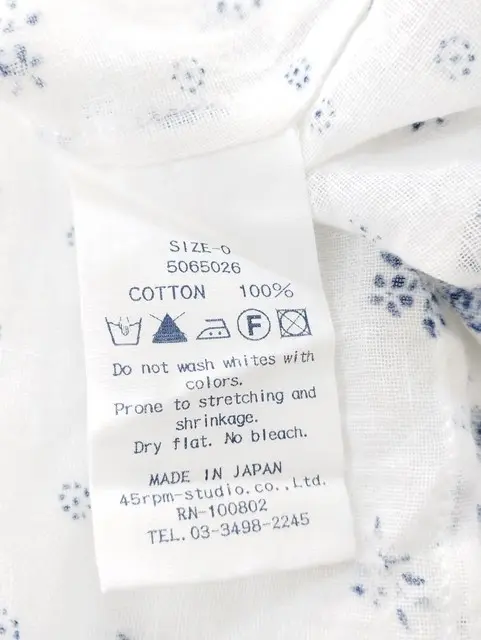 SIZE-0
5065026
COTTON 100%
F
Do not wash whites with
colors.
Prone to stretching and
shrinkage.
Dry flat. No bleach.
MADE IN JAPAN
45rpm-studio.co.,Ltd.
RN-100802
TEL.03-3498-2245